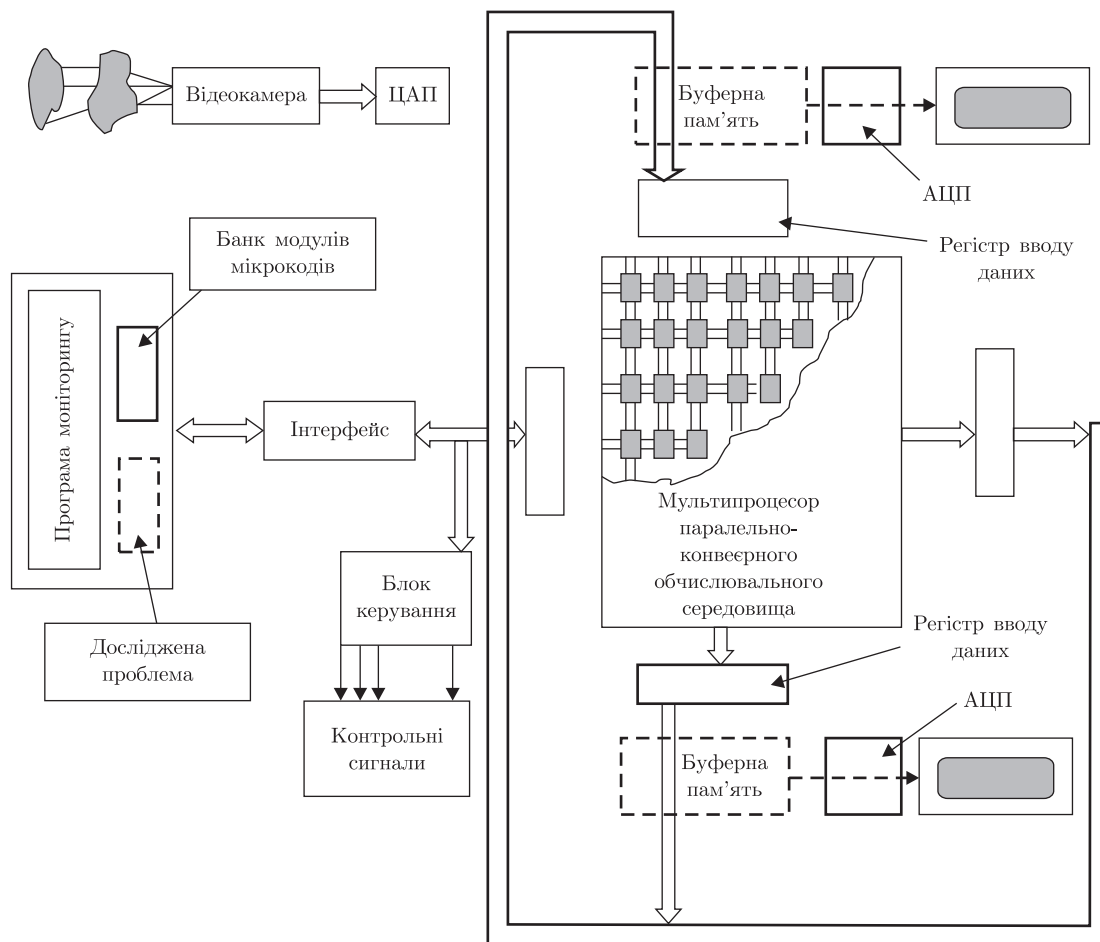 Відеокамера
ЦАП
Буферна
пам’ять
АЦП
Регістр вводу
даних
Банк модулів
мікрокодів
Програма моніторингу
Інтерфейс
Мультипроцесор
паралельно-
конвеєрного
обчислювального
середовища
Блок
керування
Досліджена
проблема
Контрольні
сигнали
Регістр вводу
даних
АЦП
Буферна
пам’ять